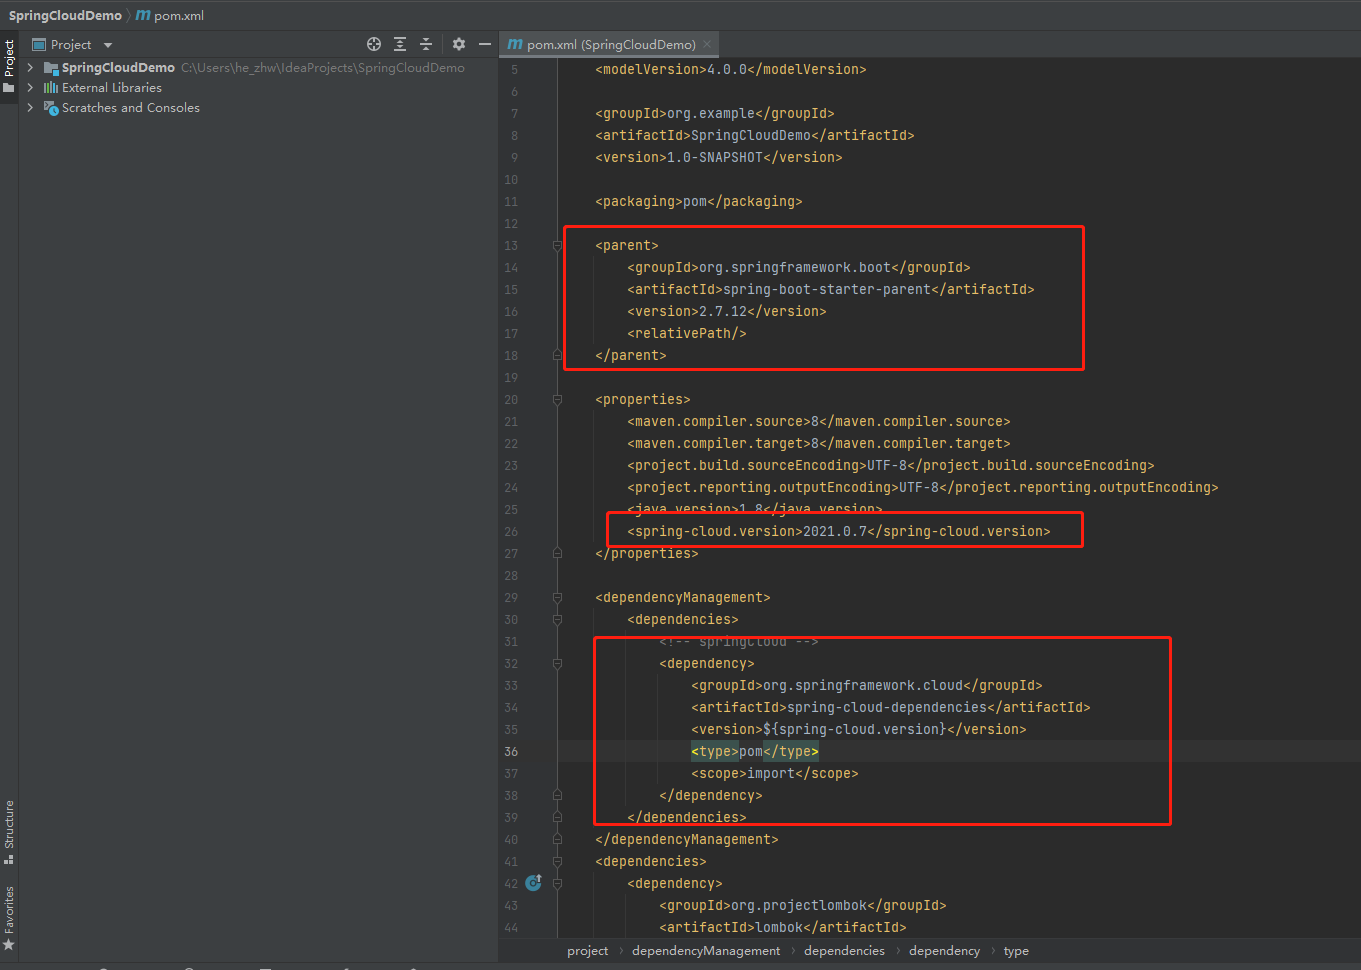 SpringCloudDemo pom.xml
Project
Project
SpringCloudDemo C:\Users\he_zhw\IdeaProjects\SpringCloudDemo
External Libraries
Scratches and Consoles
Structure
Favorites
pom.xml (SpringCloudDemo)
5 <modelVersion>4.0.0</modelVersion>
6
7 <groupId>org.example</groupId>
8 <artifactId>SpringCloudDemo</artifactId>
9 <version>1.0-SNAPSHOT</version>
10
11 <packaging>pom</packaging>
12
13 <parent>
14 <groupId>org.springframework.boot</groupId>
15 <artifactId>spring-boot-starter-parent</artifactId>
16 <version>2.7.12</version>
17 <relativePath/>
18 </parent>
19
20 <properties>
21 <maven.compiler.source>8</maven.compiler.source>
22 <maven.compiler.target>8</maven.compiler.target>
23 <project.build.sourceEncoding>UTF-8</project.build.sourceEncoding>
24 <project.reporting.outputEncoding>UTF-8</project.reporting.outputEncoding>
25 <java.version>1.8</java.version>
26 <spring-cloud.version>2021.0.7</spring-cloud.version>
27 </properties>
28
29 <dependencyManagement>
30 <dependencies>
31 <!-- springCloud -->
32 <dependency>
33 <groupId>org.springframework.cloud</groupId>
34 <artifactId>spring-cloud-dependencies</artifactId>
35 <version>${spring-cloud.version}</version>
36 <type>pom</type>
37 <scope>import</scope>
38 </dependency>
39 </dependencies>
40 </dependencyManagement>
41 <dependencies>
42 <dependency>
43 <groupId>org.projectlombok</groupId>
44 <artifactId>lombok</artifactId>
project dependencyManagement dependencies dependency type